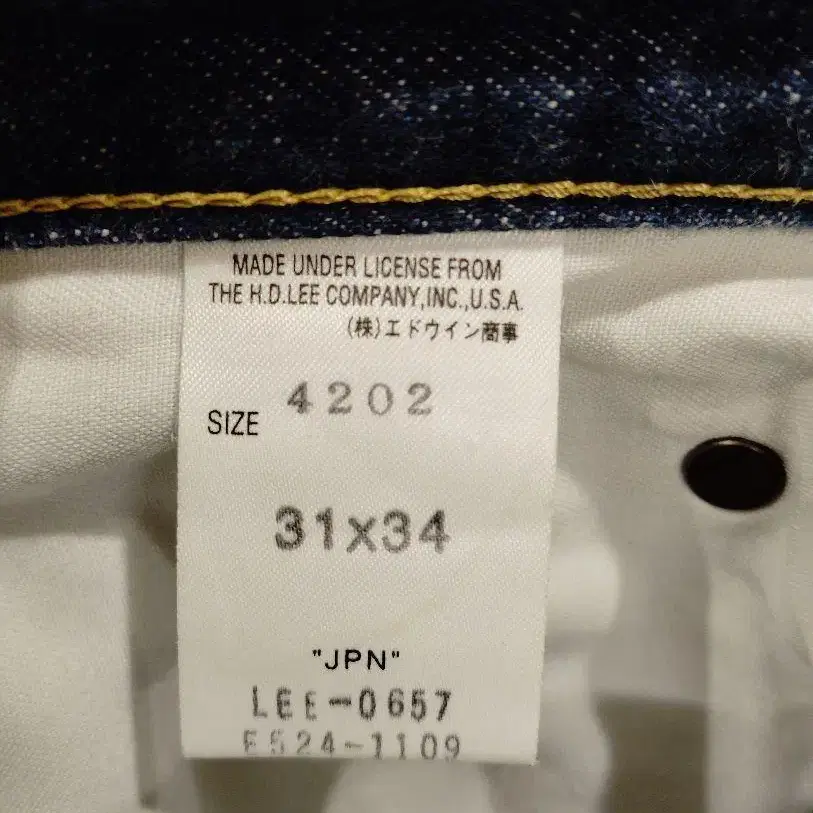 MADE UNDER LICENSE FROM
THE H.D.LEE COMPANY,INC.,U.S.A.
(株)エドウイン商事
4202
SIZE
31x34
"JPN"
LEE-0657
E524-1109